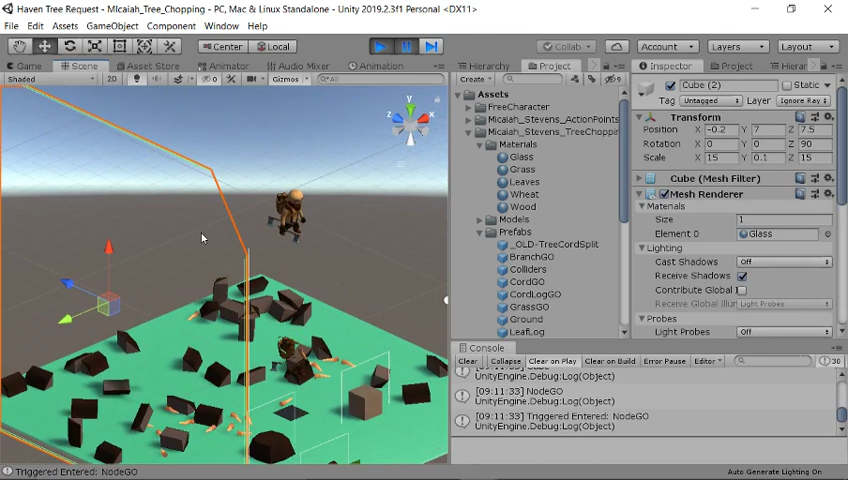 Haven Tree Request - MIcaiah_Tree_Chopping - PC, Mac & Linux Standalone - Unity 2019.2.3f1 Personal <DX11>
File Edit Assets GameObject Component Window Help
Center Local Collab Account Layers Layout
Game Scene Asset Store Animator Audio Mixer Animation
Shaded 2D 0 Gizmos All
y
z x
Hierarchy Project
Create 9
Assets
FreeCharacter
MIcaiah_Stevens_ActionPoints
MIcaiah_Stevens_TreeChoppin
Materials
Glass
Grass
Leaves
Wheat
Wood
Models
Prefabs
_OLD-TreeCordSplit
BranchGO
Colliders
CordGO
CordLogGO
GrassGO
Ground
LeafLog
Inspector Project Hierar
Cube (2) Static
Tag Untagged Layer Ignore Ray
Transform
Position X -0.2 Y 7 Z 7.5
Rotation X 0 Y 0 Z 90
Scale X 15 Y 0.1 Z 15
Cube (Mesh Filter)
Mesh Renderer
Materials
Size 1
Element 0 Glass
Lighting
Cast Shadows Off
Receive Shadows
Contribute Global I
Receive Global Illum Light Probes
Probes
Light Probes Off
Console
Clear Collapse Clear on Play Clear on Build Error Pause Editor 30
UnityEngine.Debug:Log(Object)
[09:11:33] NodeGO
UnityEngine.Debug:Log(Object)
[09:11:33] Triggered Entered: NodeGO
UnityEngine.Debug:Log(Object)
Triggered Entered: NodeGO
Auto Generate Lighting On